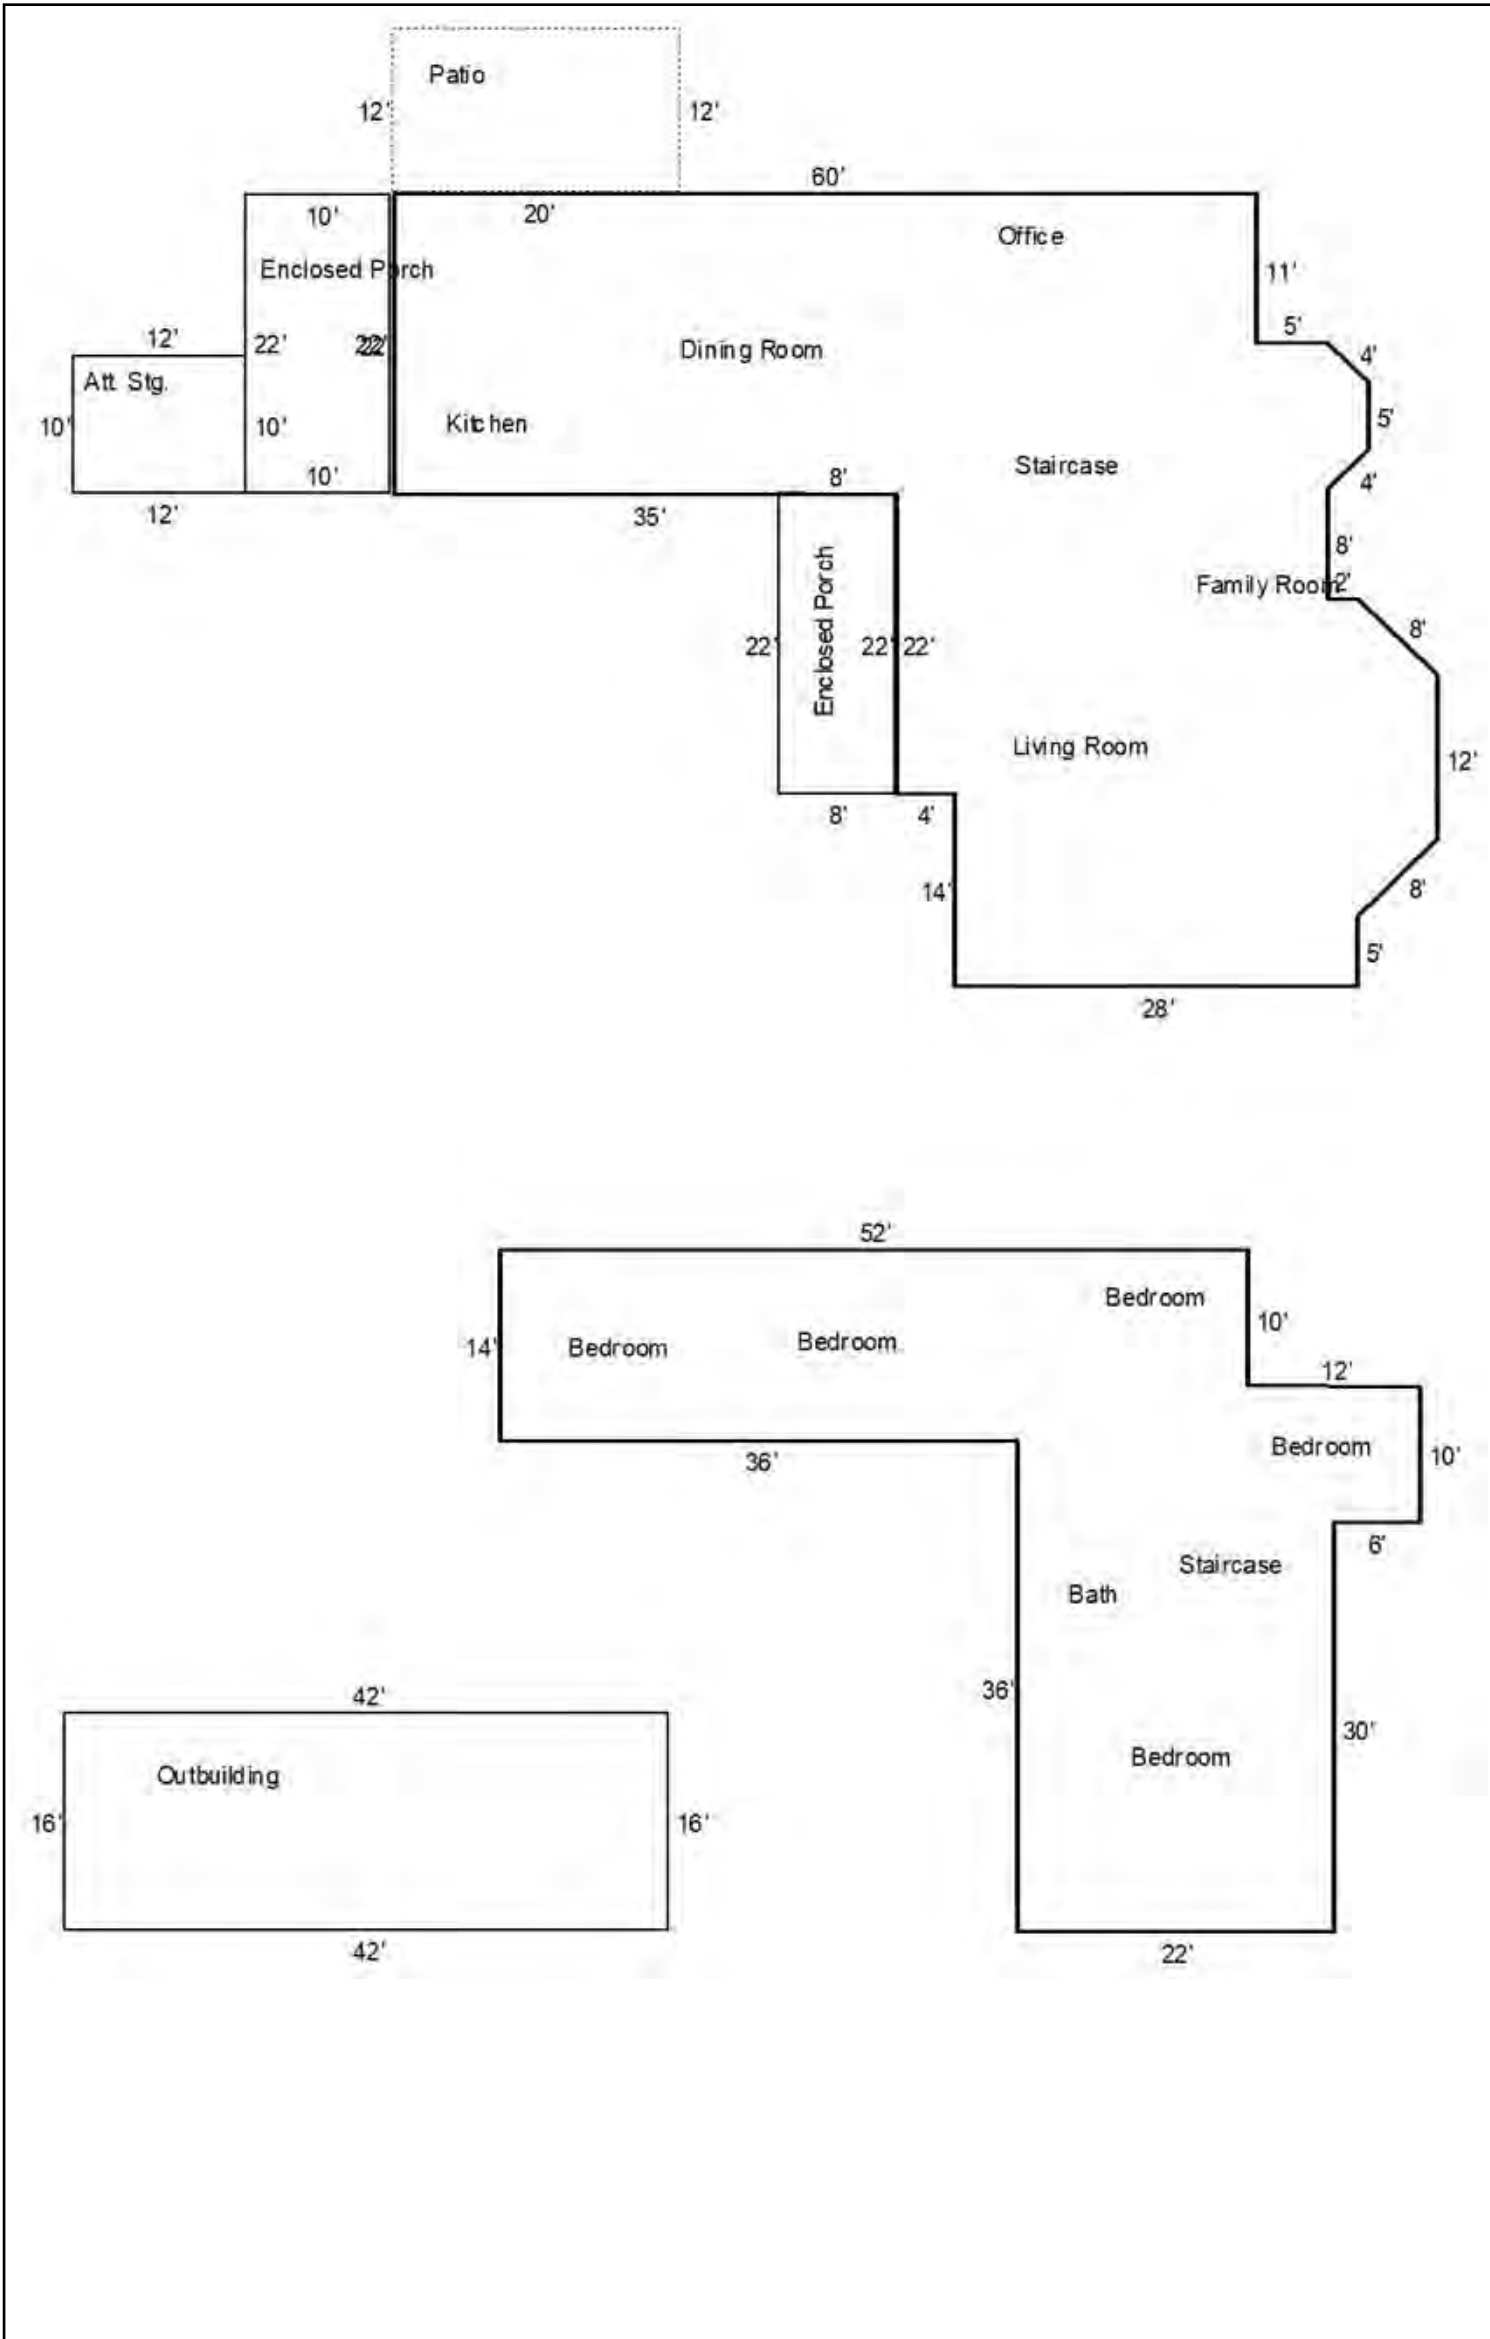 Patio
12' 12'
60'
10' 20'
Office
Enclosed Porch 11'
5'
12' 22' 22' 22' Dining Room 4'
Att. Stg.
10' 10' Kitchen 5'
Staircase
10' 8' 4'
12' 35'
8'
Enclosed Porch
Family Room 2'
8'
22' 22' 22'
Living Room
12'
8' 4'
14' 8'
5'
28'
52'
Bedroom
14' Bedroom Bedroom 10'
12'
Bedroom 10'
36'
6'
Staircase
Bath
36'
42' 30'
Bedroom
Outbuilding
16' 16'
42' 22'